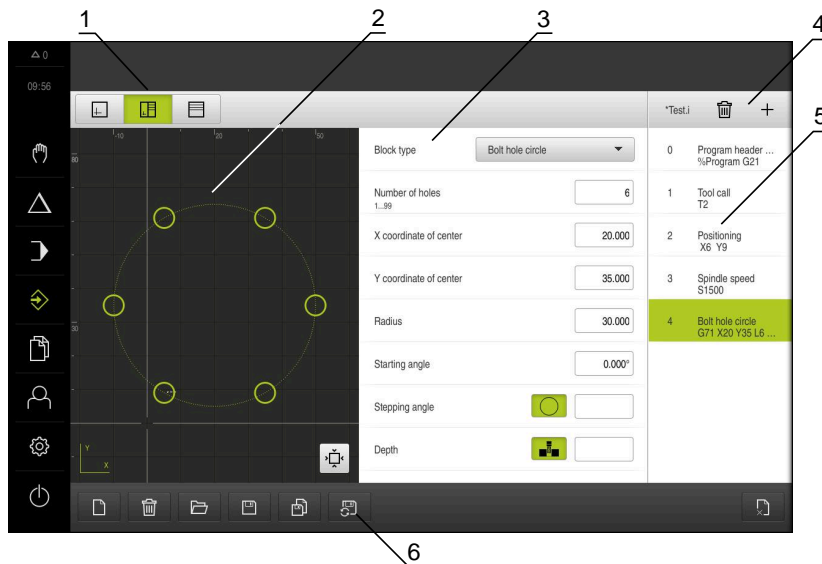 1
2
3
4
5
6
0
09:56
*Test.i
-10
20
50
80
30
Y
X
Block type
Bolt hole circle
Number of holes
1...99
6
X coordinate of center
20.000
Y coordinate of center
35.000
Radius
30.000
Starting angle
0.000°
Stepping angle
Depth
0 Program header ...
%Program G21
1 Tool call
T2
2 Positioning
X6 Y9
3 Spindle speed
S1500
4 Bolt hole circle
G71 X20 Y35 L6 ...